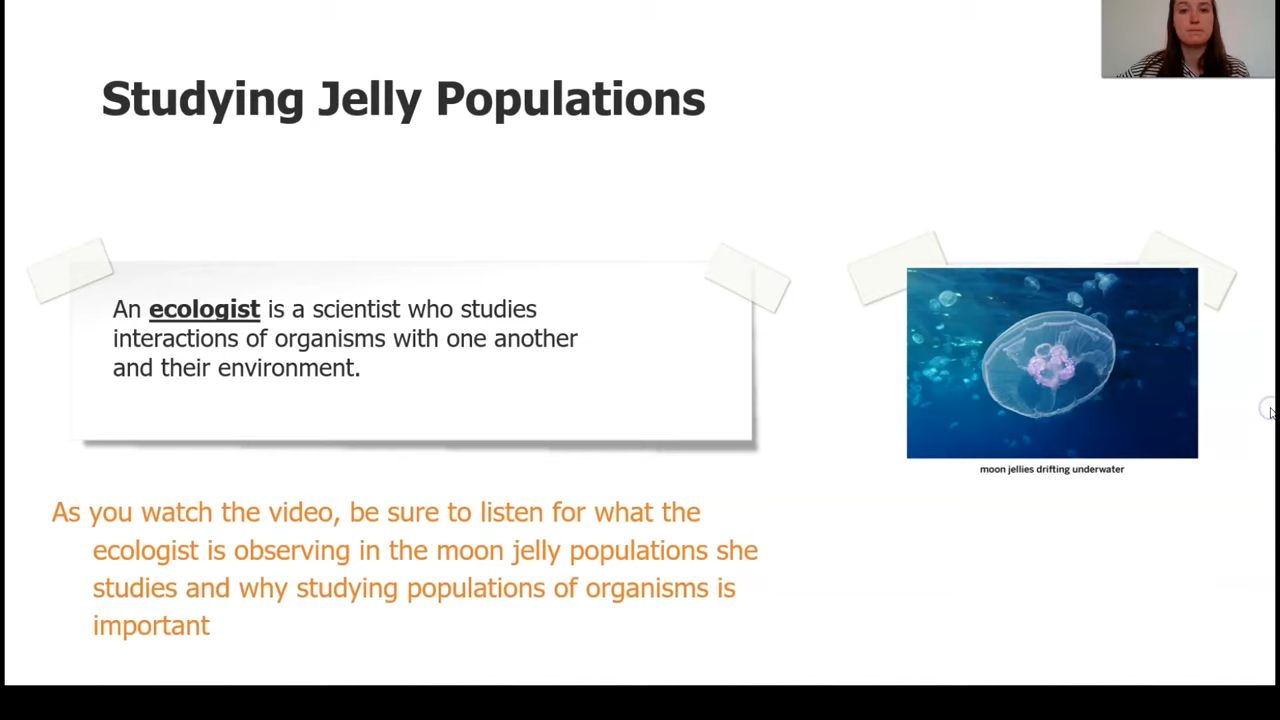 Studying Jelly Populations
An ecologist is a scientist who studies
interactions of organisms with one another
and their environment.
moon jellies drifting underwater
As you watch the video, be sure to listen for what the
ecologist is observing in the moon jelly populations she
studies and why studying populations of organisms is
important